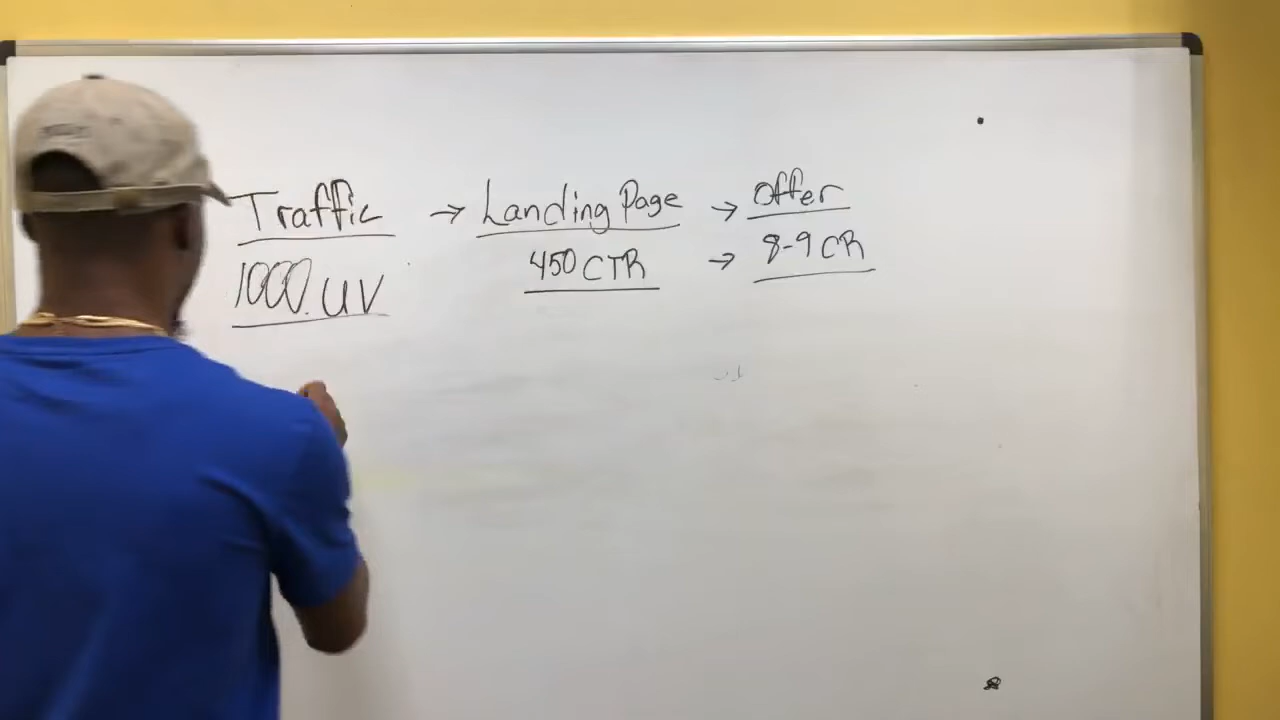 Traffic → Landing Page → Offer
1000 UV 450 CTR → 8-9 CR